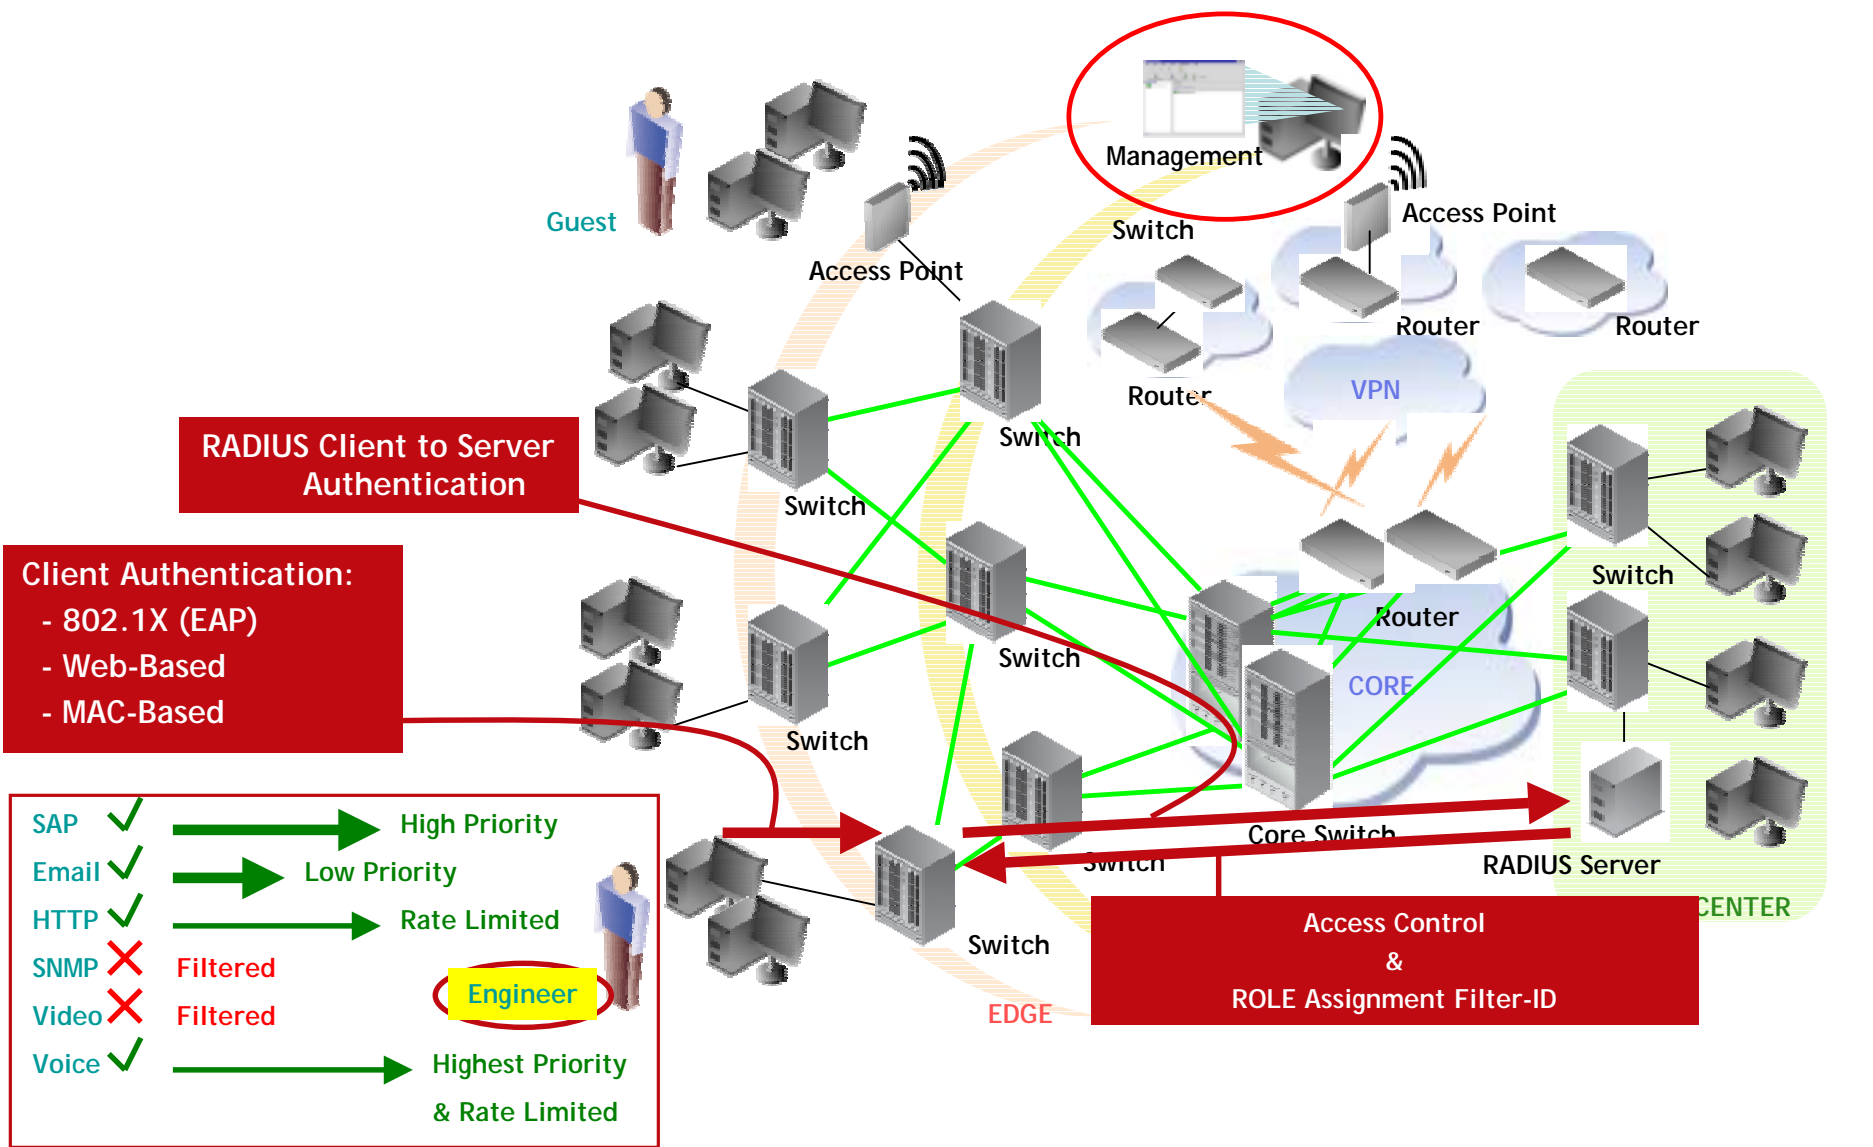 Management
Guest
Access Point
Switch
Access Point
Router
Router
VPN
Router
Switch
RADIUS Client to Server
Authentication
Switch
Client Authentication:
- 802.1X (EAP)
- Web-Based
- MAC-Based
Switch
Router
Switch
CORE
Switch
SAP
High Priority
Email
Low Priority
HTTP
Rate Limited
SNMP
Filtered
Video
Filtered
Engineer
Voice
Highest Priority
& Rate Limited
Core Switch
Switch
RADIUS Server
CENTER
Switch
EDGE
Access Control
&
ROLE Assignment Filter-ID